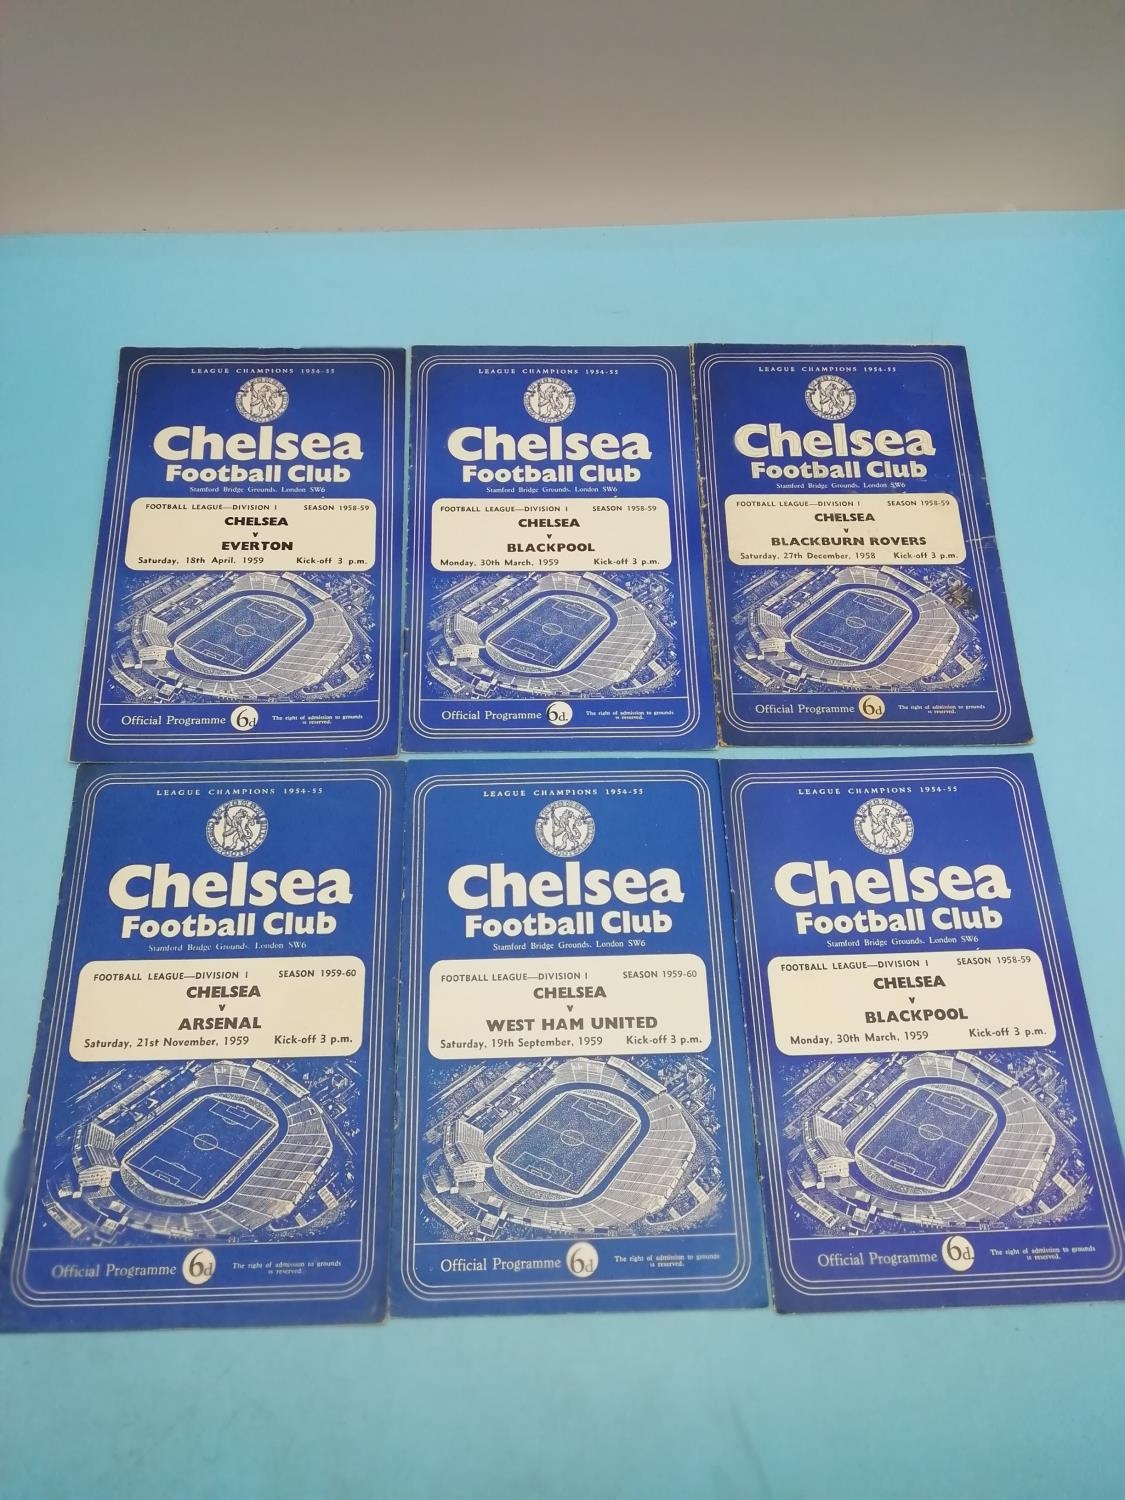 LEAGUE CHAMPIONS 1954-55
Chelsea
Football Club
Stamford Bridge Grounds, London SW6
FOOTBALL LEAGUE—DIVISION I SEASON 1958-59
CHELSEA
v
EVERTON
Saturday, 18th April, 1959 Kick-off 3 p.m.
Official Programme 6d. The right of admission to grounds
is reserved.
LEAGUE CHAMPIONS 1954-55
Chelsea
Football Club
Stamford Bridge Grounds, London SW6
FOOTBALL LEAGUE—DIVISION I SEASON 1958-59
CHELSEA
v
BLACKPOOL
Monday, 30th March, 1959 Kick-off 3 p.m.
Official Programme 6d. The right of admission to grounds
is reserved.
LEAGUE CHAMPIONS 1954-55
Chelsea
Football Club
Stamford Bridge Grounds, London SW6
FOOTBALL LEAGUE—DIVISION I SEASON 1958-59
CHELSEA
v
BLACKBURN ROVERS
Saturday, 27th December, 1958 Kick-off 3 p.m.
Official Programme 6d The right of admission to grounds
is reserved.
LEAGUE CHAMPIONS 1954-55
Chelsea
Football Club
Stamford Bridge Grounds, London SW6
FOOTBALL LEAGUE—DIVISION I SEASON 1959-60
CHELSEA
v
ARSENAL
Saturday, 21st November, 1959 Kick-off 3 p.m.
Official Programme 6d. The right of admission to grounds
is reserved.
LEAGUE CHAMPIONS 1954-55
Chelsea
Football Club
Stamford Bridge Grounds, London SW6
FOOTBALL LEAGUE—DIVISION I SEASON 1959-60
CHELSEA
v
WEST HAM UNITED
Saturday, 19th September, 1959 Kick-off 3 p.m.
Official Programme 6d. The right of admission to grounds
is reserved.
LEAGUE CHAMPIONS 1954-55
Chelsea
Football Club
Stamford Bridge Grounds, London SW6
FOOTBALL LEAGUE—DIVISION I SEASON 1958-59
CHELSEA
v
BLACKPOOL
Monday, 30th March, 1959 Kick-off 3 p.m.
Official Programme 6d. The right of admission to grounds
is reserved.